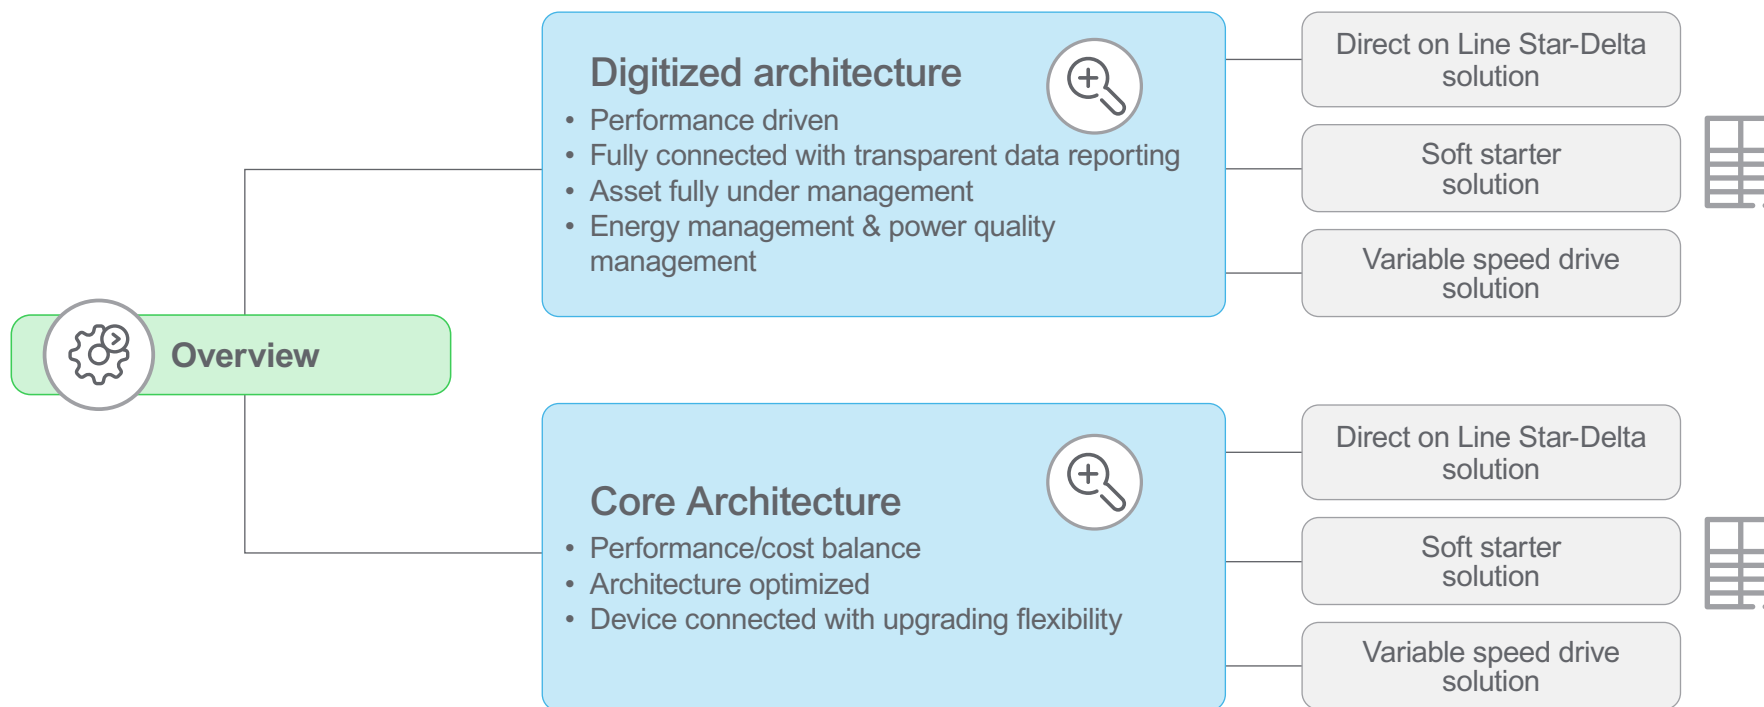 Digitized architecture
• Performance driven
• Fully connected with transparent data reporting
• Asset fully under management
• Energy management & power quality
management
Direct on Line Star-Delta
solution
Soft starter
solution
Variable speed drive
solution
Overview
Core Architecture
• Performance/cost balance
• Architecture optimized
• Device connected with upgrading flexibility
Direct on Line Star-Delta
solution
Soft starter
solution
Variable speed drive
solution